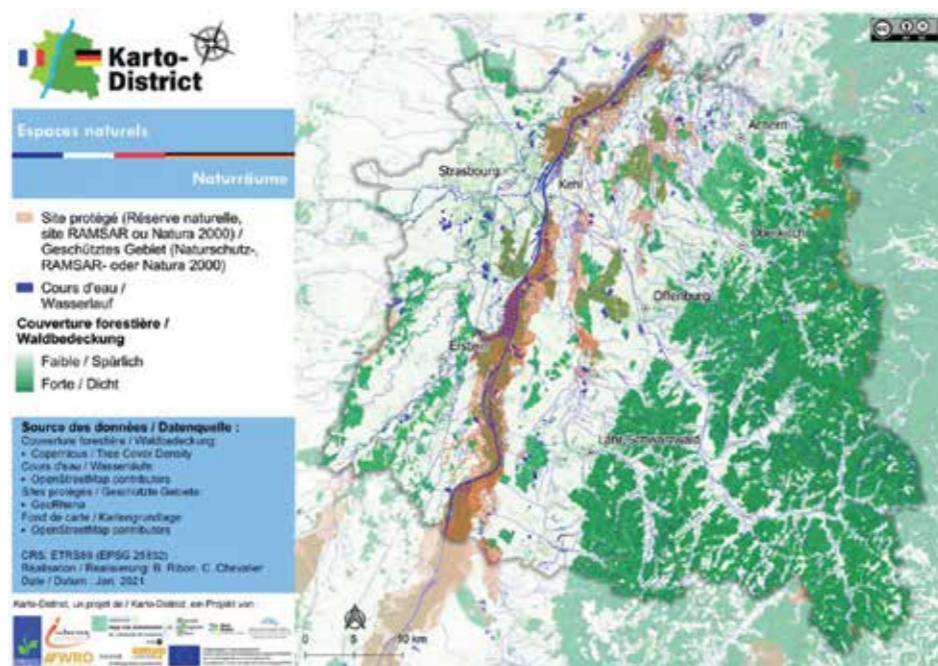 Karto-
District
Espaces naturels
Naturräume
Site protégé (Réserve naturelle,
site RAMSAR ou Natura 2000) /
Geschütztes Gebiet (Naturschutz-,
RAMSAR- oder Natura 2000)
Cours d'eau /
Wasserlauf
Couverture forestière /
Waldbedeckung
Faible / Spärlich
Forte / Dicht
Source des données / Datenquelle :
Couverture forestière / Waldbedeckung:
• Copernicus / Tree Cover Density
Cours d'eau / Wasserläufe:
• OpenStreetMap contributors
Sites protégés / Geschützte Gebiete:
• GeoRhena
Fond de carte / Kartengrundlage:
• OpenStreetMap contributors
CRS: ETRS89 (EPSG 25832)
Réalisation / Realisierung: B. Ribon, C. Chevalier
Date / Datum : Jan. 2021
Karto-District, un projet de / Karto-District, ein Projekt von :
WRO
Achern
Strasbourg
Kehl
Oberkirch
Offenburg
Erstein
Lahr, Schwarzwald
0 5 10 km